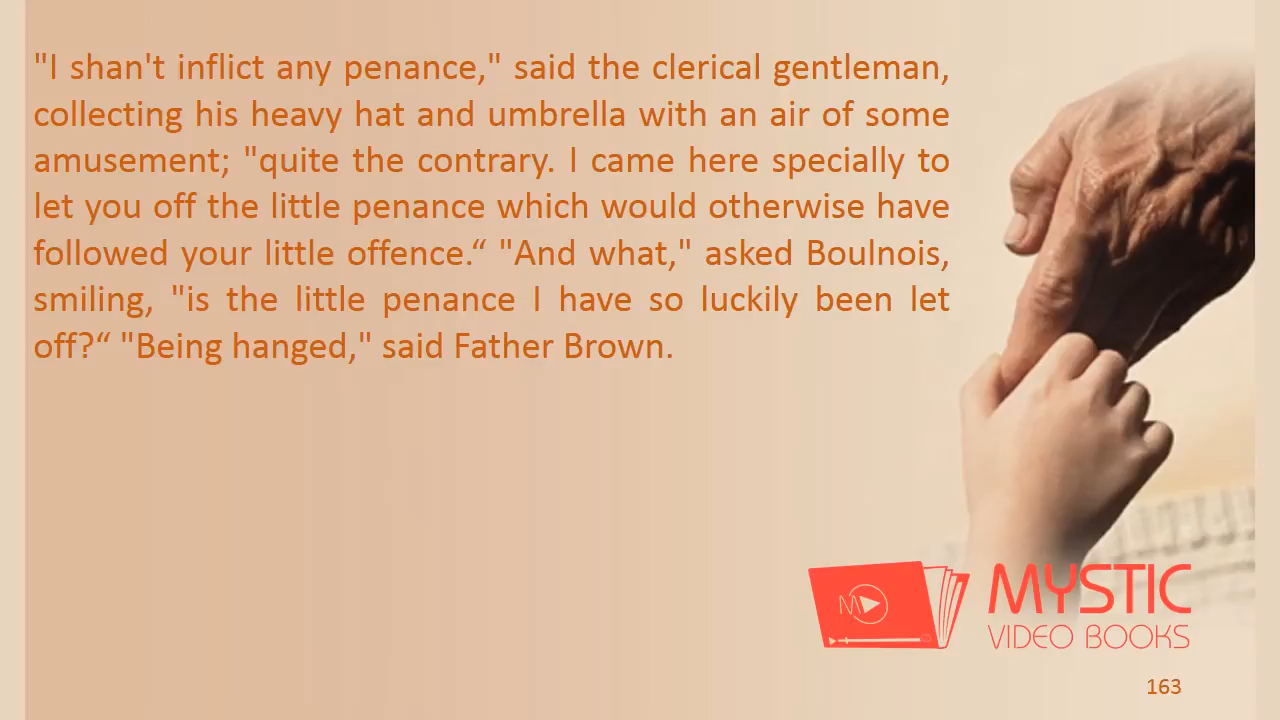 "I shan't inflict any penance," said the clerical gentleman,
collecting his heavy hat and umbrella with an air of some
amusement; "quite the contrary. I came here specially to
let you off the little penance which would otherwise have
followed your little offence.“ "And what," asked Boulnois,
smiling, "is the little penance I have so luckily been let
off?“ "Being hanged," said Father Brown.
M
MYSTIC
VIDEO BOOKS
163